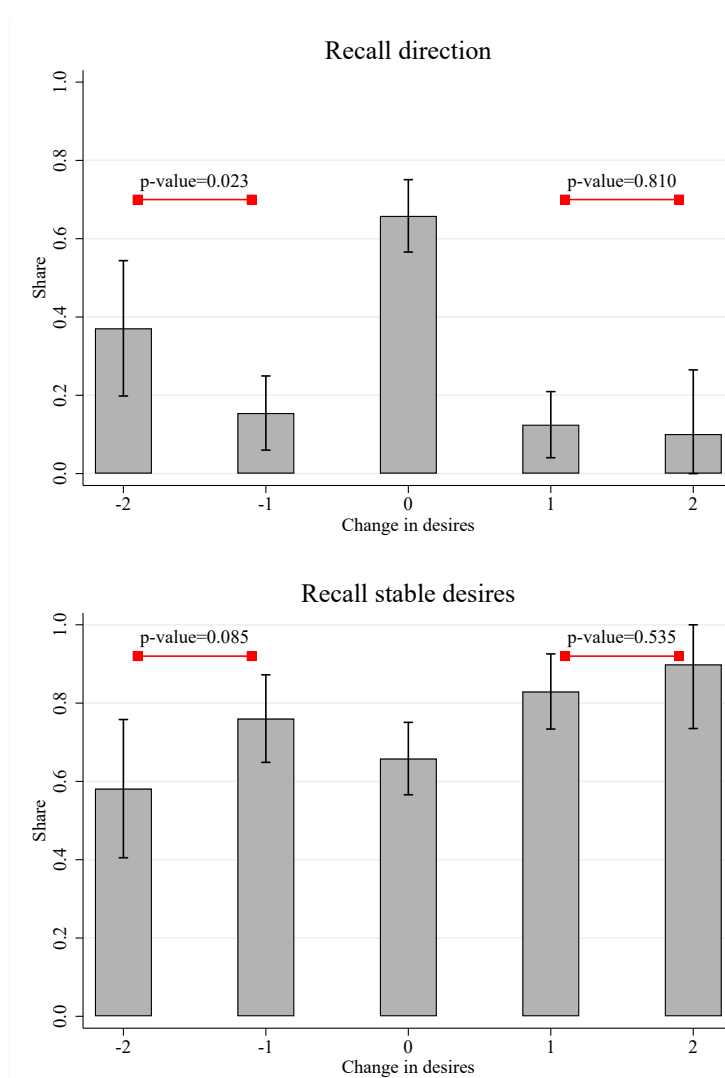 Recall direction
1.0
0.8
p-value=0.023
p-value=0.810
0.6
Share
0.4
0.2
0.0
-2 -1 0 1 2
Change in desires
Recall stable desires
1.0
p-value=0.085
p-value=0.535
0.8
0.6
Share
0.4
0.2
0.0
-2 -1 0 1 2
Change in desires